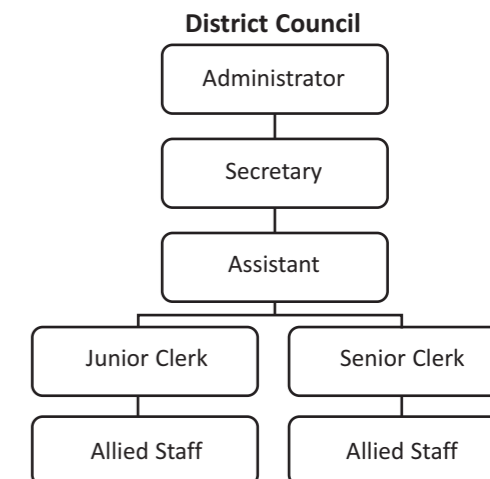 District Council
Administrator
Secretary
Assistant
Junior Clerk
Senior Clerk
Allied Staff
Allied Staff